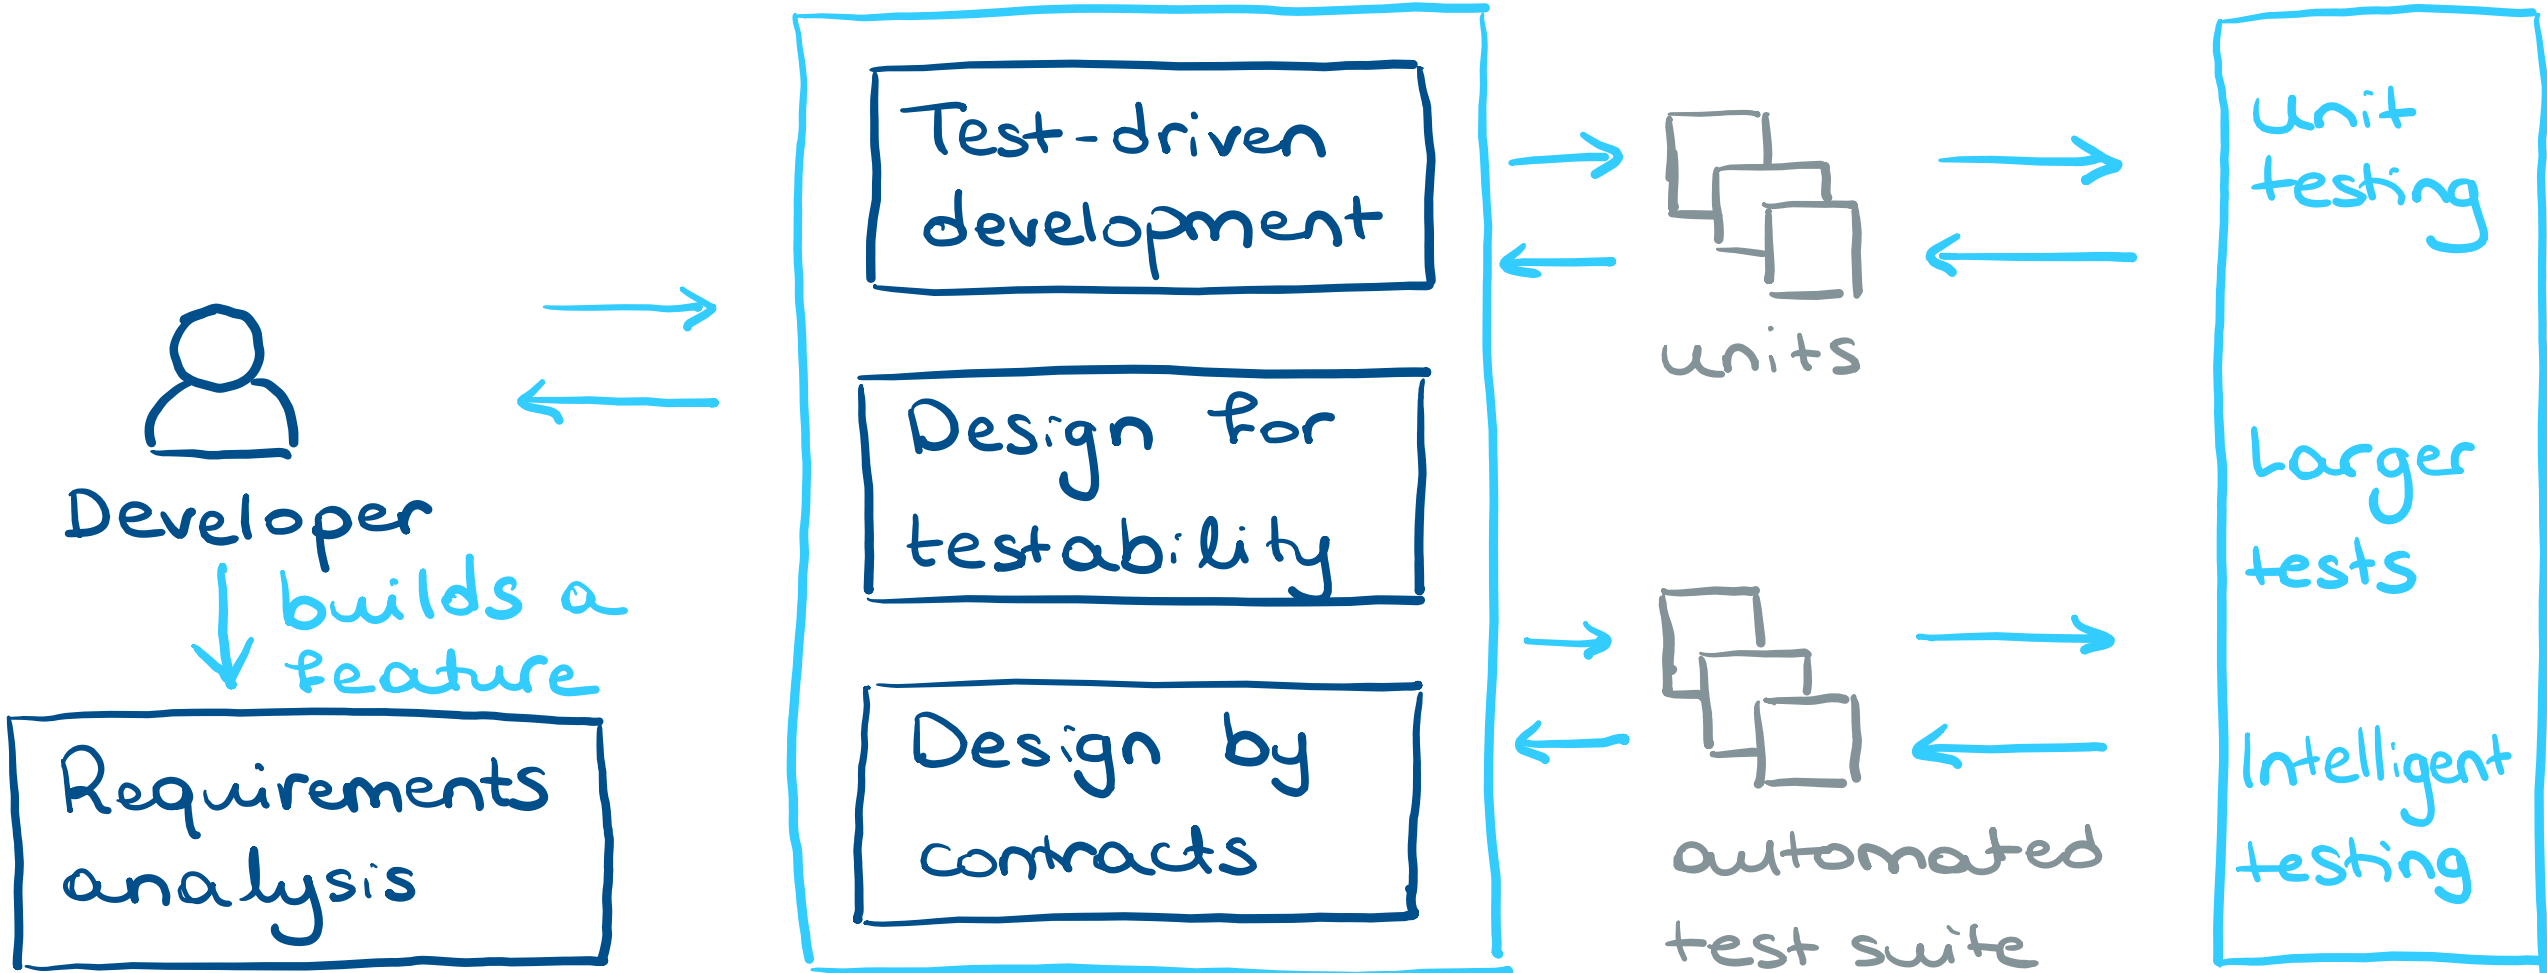 Developer
builds a
feature
Requirements
analysis
Test-driven
development
Design for
testability
Design by
contracts
units
automated
test suite
unit
testing
Larger
tests
Intelligent
testing